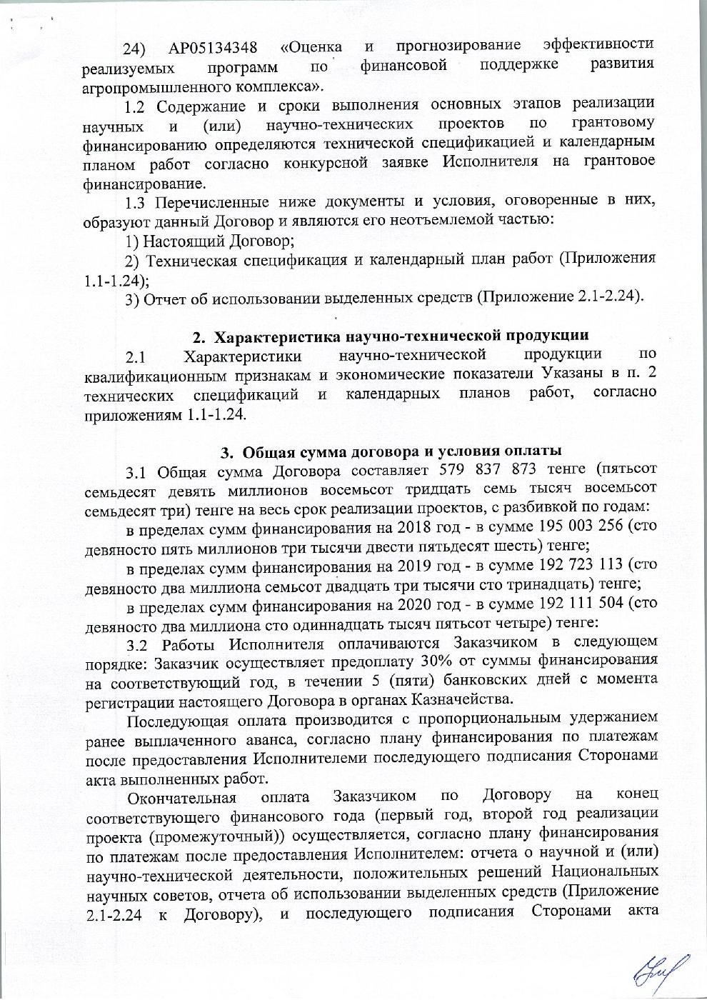 24) АР05134348 «Оценка и прогнозирование эффективности
реализуемых программ по финансовой поддержке развития
агропромышленного комплекса».
1.2 Содержание и сроки выполнения основных этапов реализации
научных и (или) научно-технических проектов по грантовому
финансированию определяются технической спецификацией и календарным
планом работ согласно конкурсной заявке Исполнителя на грантовое
финансирование.
1.3 Перечисленные ниже документы и условия, оговоренные в них,
образуют данный Договор и являются его неотъемлемой частью:
1) Настоящий Договор;
2) Техническая спецификация и календарный план работ (Приложения
1.1-1.24);
3) Отчет об использовании выделенных средств (Приложение 2.1-2.24).
2. Характеристика научно-технической продукции
2.1 Характеристики научно-технической продукции по
квалификационным признакам и экономические показатели Указаны в п. 2
технических спецификаций и календарных планов работ, согласно
приложениям 1.1-1.24.
3. Общая сумма договора и условия оплаты
3.1 Общая сумма Договора составляет 579 837 873 тенге (пятьсот
семьдесят девять миллионов восемьсот тридцать семь тысяч восемьсот
семьдесят три) тенге на весь срок реализации проектов, с разбивкой по годам:
в пределах сумм финансирования на 2018 год - в сумме 195 003 256 (сто
девяносто пять миллионов три тысячи двести пятьдесят шесть) тенге;
в пределах сумм финансирования на 2019 год - в сумме 192 723 113 (сто
девяносто два миллиона семьсот двадцать три тысячи сто тринадцать) тенге;
в пределах сумм финансирования на 2020 год - в сумме 192 111 504 (сто
девяносто два миллиона сто одиннадцать тысяч пятьсот четыре) тенге:
3.2 Работы Исполнителя оплачиваются Заказчиком в следующем
порядке: Заказчик осуществляет предоплату 30% от суммы финансирования
на соответствующий год, в течении 5 (пяти) банковских дней с момента
регистрации настоящего Договора в органах Казначейства.
Последующая оплата производится с пропорциональным удержанием
ранее выплаченного аванса, согласно плану финансирования по платежам
после предоставления Исполнителеми последующего подписания Сторонами
акта выполненных работ.
Окончательная оплата Заказчиком по Договору на конец
соответствующего финансового года (первый год, второй год реализации
проекта (промежуточный)) осуществляется, согласно плану финансирования
по платежам после предоставления Исполнителем: отчета о научной и (или)
научно-технической деятельности, положительных решений Национальных
научных советов, отчета об использовании выделенных средств (Приложение
2.1-2.24 к Договору), и последующего подписания Сторонами акта